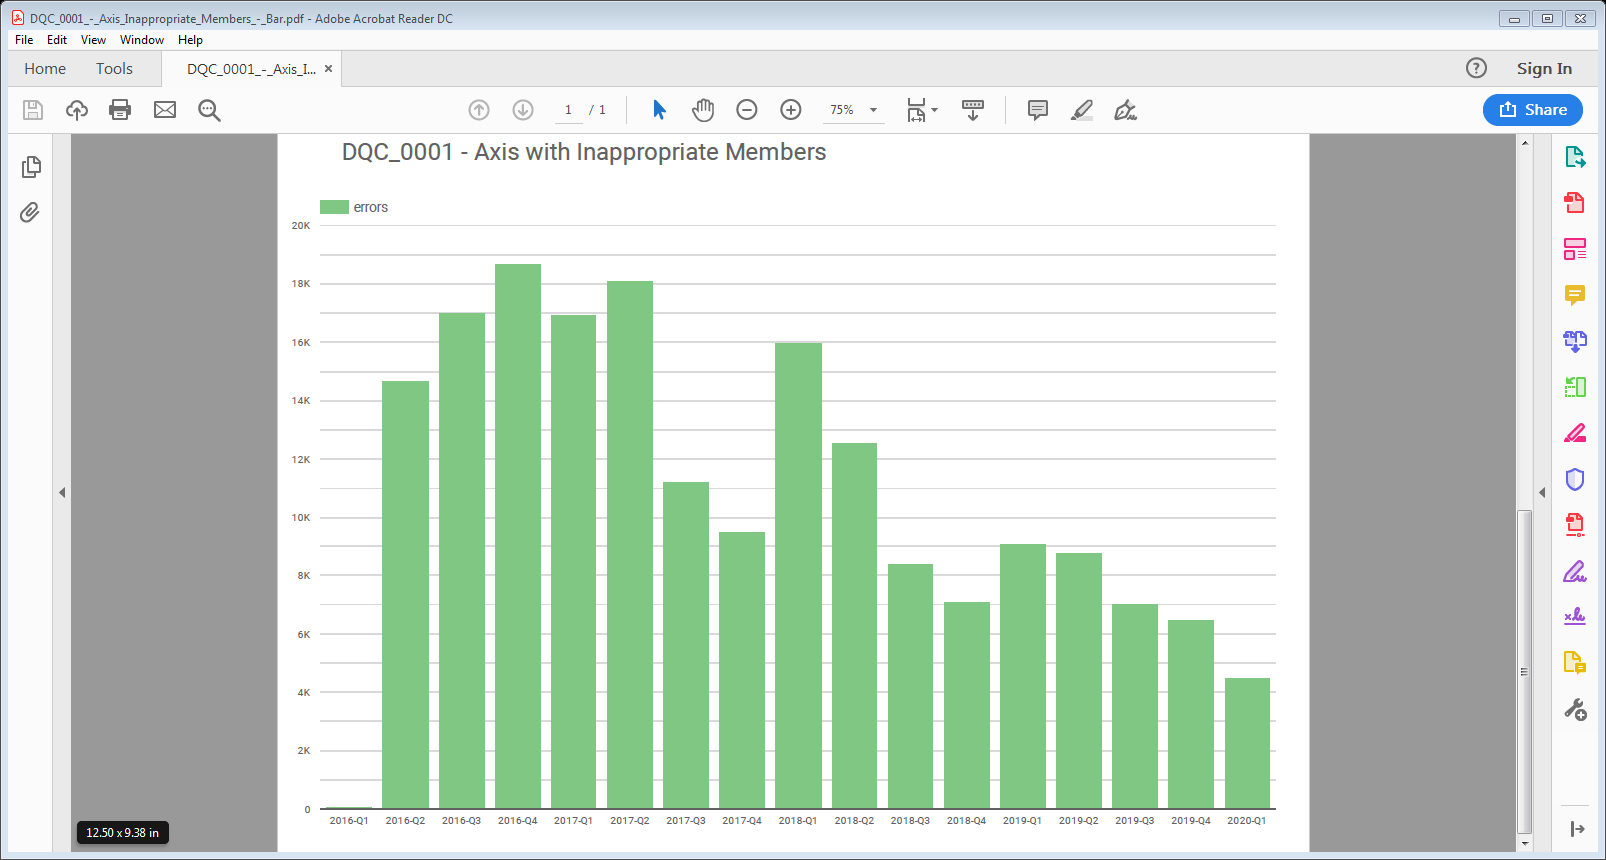 DQC_0001_-_Axis_Inappropriate_Members_-_Bar.pdf - Adobe Acrobat Reader DC
File Edit View Window Help
Home Tools DQC_0001_-_Axis_I... × ? Sign In
1 / 1 75% Share
DQC_0001 - Axis with Inappropriate Members
errors
20K
18K
16K
14K
12K
10K
8K
6K
4K
2K
0
2016-Q1 2016-Q2 2016-Q3 2016-Q4 2017-Q1 2017-Q2 2017-Q3 2017-Q4 2018-Q1 2018-Q2 2018-Q3 2018-Q4 2019-Q1 2019-Q2 2019-Q3 2019-Q4 2020-Q1
12.50 x 9.38 in